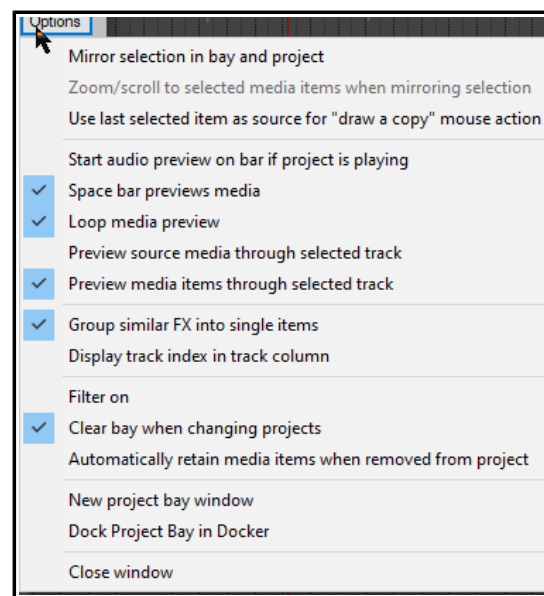 Options
Mirror selection in bay and project
Zoom/scroll to selected media items when mirroring selection
Use last selected item as source for "draw a copy" mouse action
Start audio preview on bar if project is playing
Space bar previews media
Loop media preview
Preview source media through selected track
Preview media items through selected track
Group similar FX into single items
Display track index in track column
Filter on
Clear bay when changing projects
Automatically retain media items when removed from project
New project bay window
Dock Project Bay in Docker
Close window